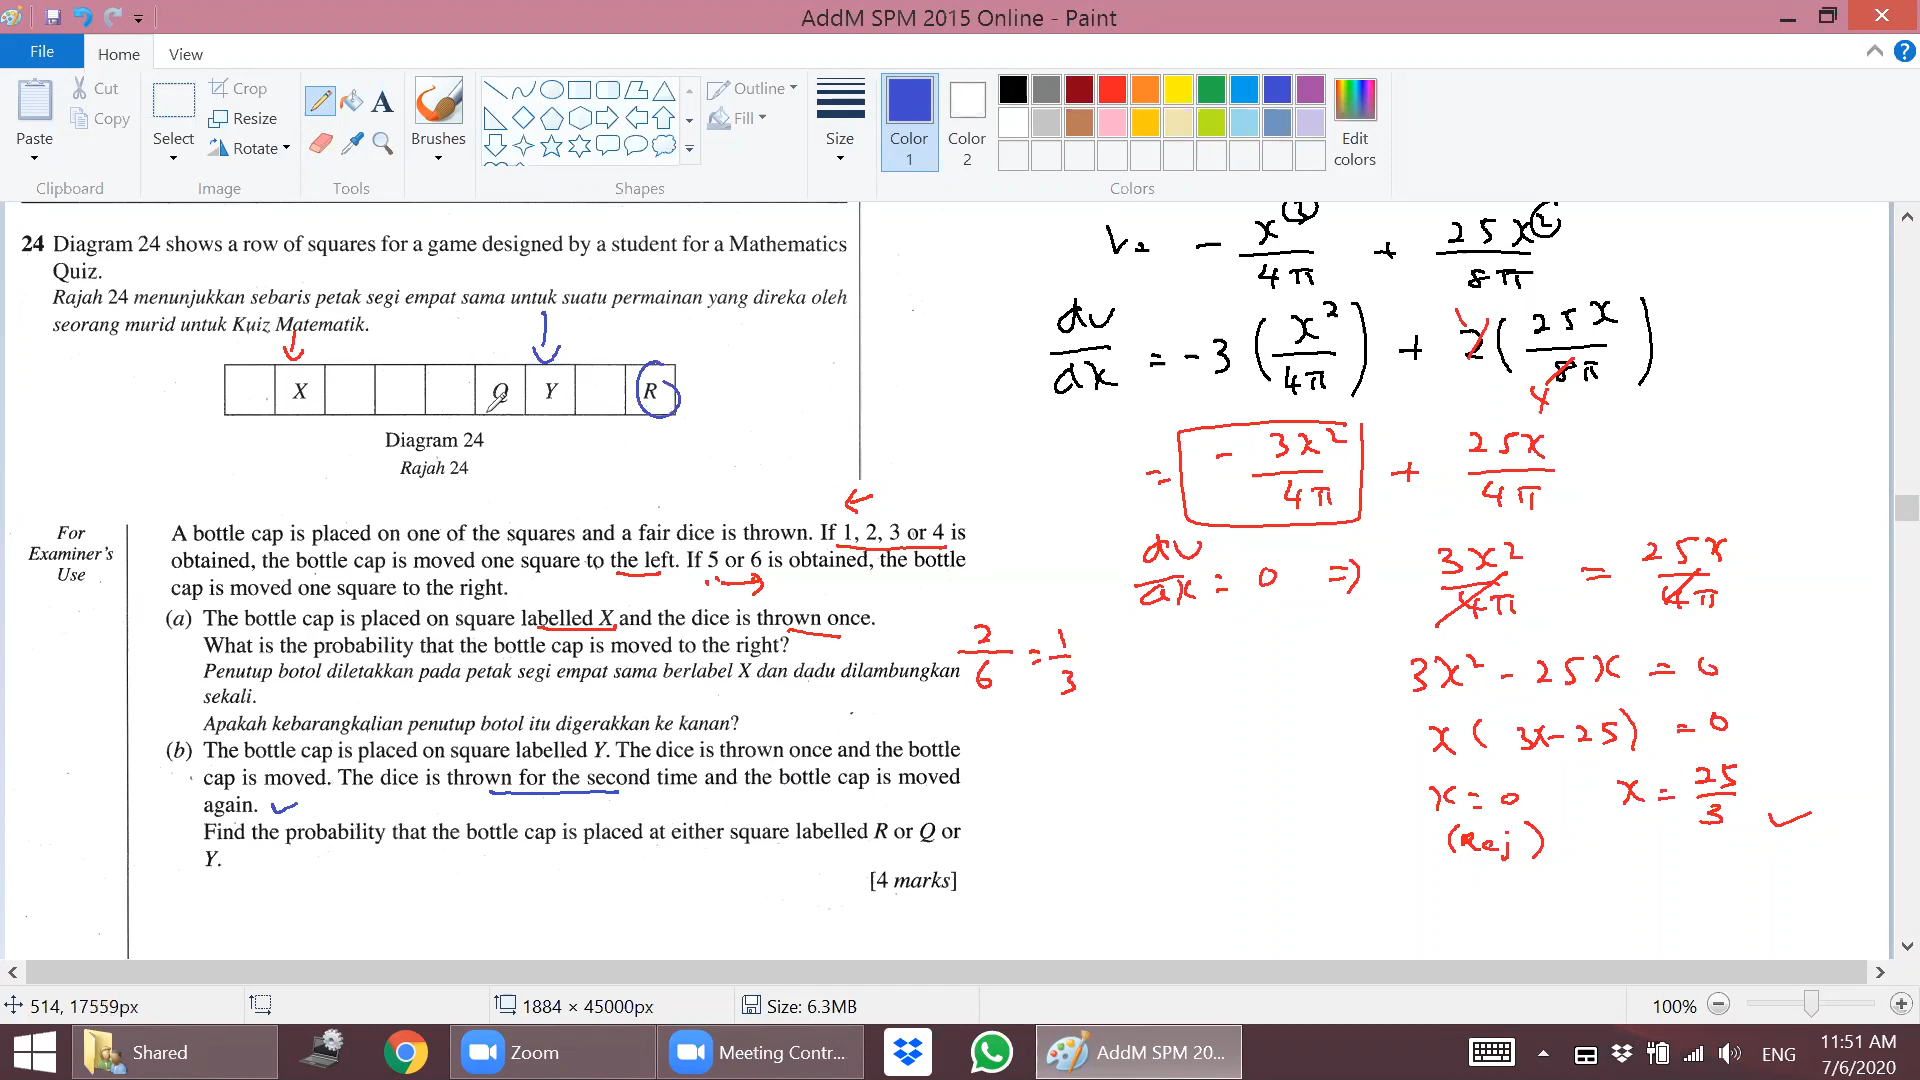 AddM SPM 2015 Online - Paint
File
Home
View
Paste
Cut
Copy
Clipboard
Select
Crop
Resize
Rotate
Image
A
Tools
Brushes
Shapes
Outline
Fill
Size
Color 1
Color 2
Colors
Edit colors
24 Diagram 24 shows a row of squares for a game designed by a student for a Mathematics
Quiz.
Rajah 24 menunjukkan sebaris petak segi empat sama untuk suatu permainan yang direka oleh
seorang murid untuk Kuiz Matematik.
X Q Y R
Diagram 24
Rajah 24
For
Examiner's
Use
A bottle cap is placed on one of the squares and a fair dice is thrown. If 1, 2, 3 or 4 is
obtained, the bottle cap is moved one square to the left. If 5 or 6 is obtained, the bottle
cap is moved one square to the right.
(a) The bottle cap is placed on square labelled X and the dice is thrown once.
What is the probability that the bottle cap is moved to the right?
Penutup botol diletakkan pada petak segi empat sama berlabel X dan dadu dilambungkan
sekali.
Apakah kebarangkalian penutup botol itu digerakkan ke kanan?
(b) The bottle cap is placed on square labelled Y. The dice is thrown once and the bottle
cap is moved. The dice is thrown for the second time and the bottle cap is moved
again.
Find the probability that the bottle cap is placed at either square labelled R or Q or
Y.
[4 marks]
2/6 = 1/3
V = - x³/4π + 25x²/8π
dv/dx = -3 (x²/4π) + 2 (25x/8π)
1 4
= - 3x²/4π + 25x/4π
dv/dx = 0 ⇒ 3x²/4π = 25x/4π
3x² - 25x = 0
x (3x - 25) = 0
x = 0 x = 25/3
(Rej)
514, 17559px
1884 × 45000px
Size: 6.3MB
100%
Shared
Zoom
Meeting Contr...
AddM SPM 20...
ENG
11:51 AM
7/6/2020